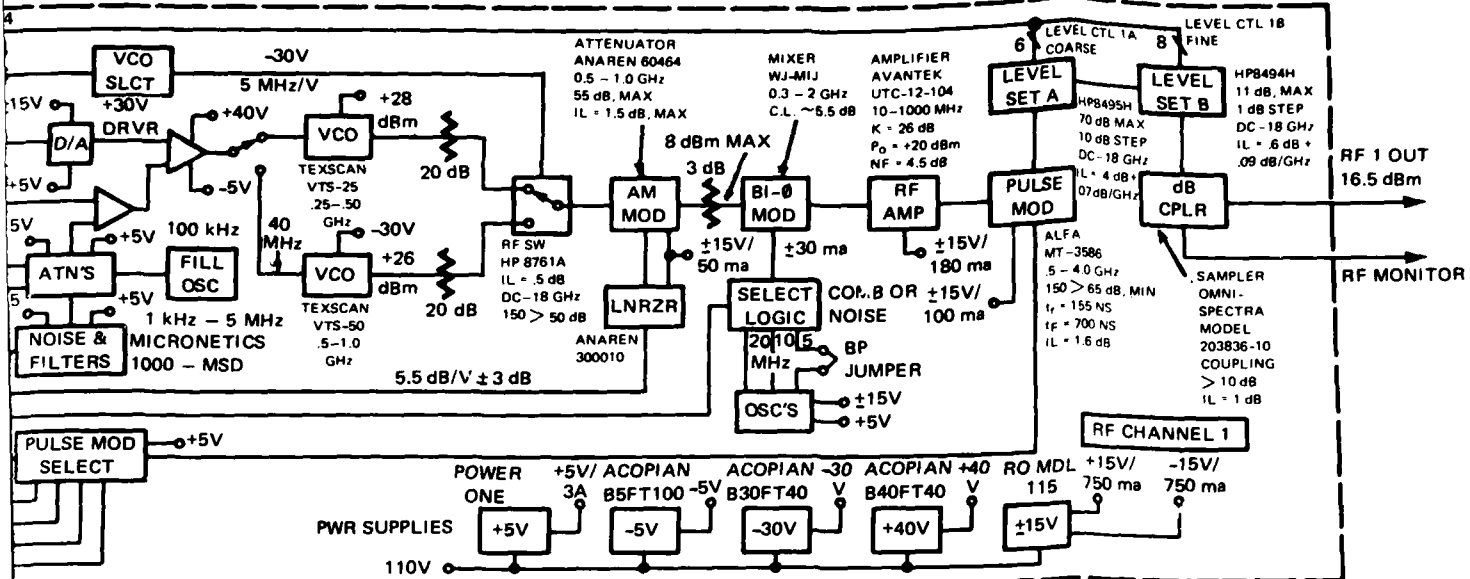 4
VCO
SLCT
-30V
5 MHz/V
+15V
+30V
DRVR
D/A
+5V
+40V
-5V
VCO
+28
dBm
TEXSCAN
VTS-25
.25-.50
GHz
20 dB
40
MHz
VCO
-30V
+26
dBm
TEXSCAN
VTS-50
.5-1.0
GHz
20 dB
5V
+5V
ATN'S
100 kHz
FILL
OSC
5
+5V
1 kHz – 5 MHz
NOISE &
FILTERS
MICRONETICS
1000 – MSD
RF SW
HP 8761A
IL = .5 dB
DC-18 GHz
150 > 50 dB
ATTENUATOR
ANAREN 60464
0.5 – 1.0 GHz
55 dB, MAX
IL = 1.5 dB, MAX
AM
MOD
8 dBm MAX
3 dB
±15V/
50 ma
LNRZR
ANAREN
300010
5.5 dB/V ± 3 dB
MIXER
WJ-MIJ
0.3 – 2 GHz
C.L. ~5.5 dB
BI-Ø
MOD
±30 ma
SELECT
LOGIC
COMB OR
NOISE
20 10 5
MHz
BP
JUMPER
OSC'S
±15V
+5V
AMPLIFIER
AVANTEK
UTC-12-104
10-1000 MHz
K = 26 dB
Po = +20 dBm
NF = 4.5 dB
RF
AMP
±15V/
180 ma
±15V/
100 ma
6
LEVEL CTL 1A
COARSE
LEVEL
SET A
HP8495H
70 dB MAX
10 dB STEP
DC-18 GHz
IL = 4 dB +
07dB/GHz
PULSE
MOD
ALFA
MT-3586
.5 – 4.0 GHz
150 > 65 dB, MIN
tr = 155 NS
tF = 700 NS
IL = 1.6 dB
8
LEVEL CTL 1B
FINE
LEVEL
SET B
HP8494H
11 dB, MAX
1 dB STEP
DC-18 GHz
IL = .6 dB +
.09 dB/GHz
dB
CPLR
RF 1 OUT
16.5 dBm
RF MONITOR
SAMPLER
OMNI-
SPECTRA
MODEL
203836-10
COUPLING
> 10 dB
IL = 1 dB
PULSE MOD
SELECT
+5V
RF CHANNEL 1
PWR SUPPLIES
110V
POWER
ONE
+5V/
3A
+5V
ACOPIAN
B5FT100
-5V
-5V
ACOPIAN
B30FT40
-30
V
-30V
ACOPIAN
B40FT40
+40
V
+40V
RO MDL
115
±15V
+15V/
750 ma
-15V/
750 ma